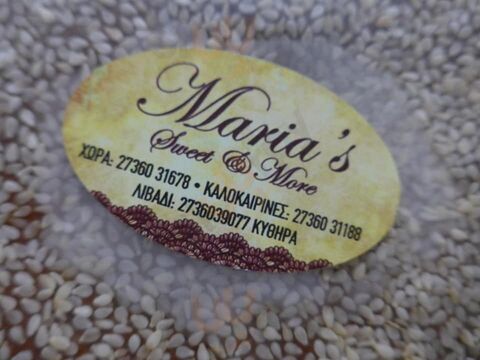 Maria's
Sweet & More
ΧΩΡΑ: 27360 31678 • ΚΑΛΟΚΑΙΡΙΝΕΣ: 27360 31188
ΛΙΒΑΔΙ: 2736039077 ΚΥΘΗΡΑ